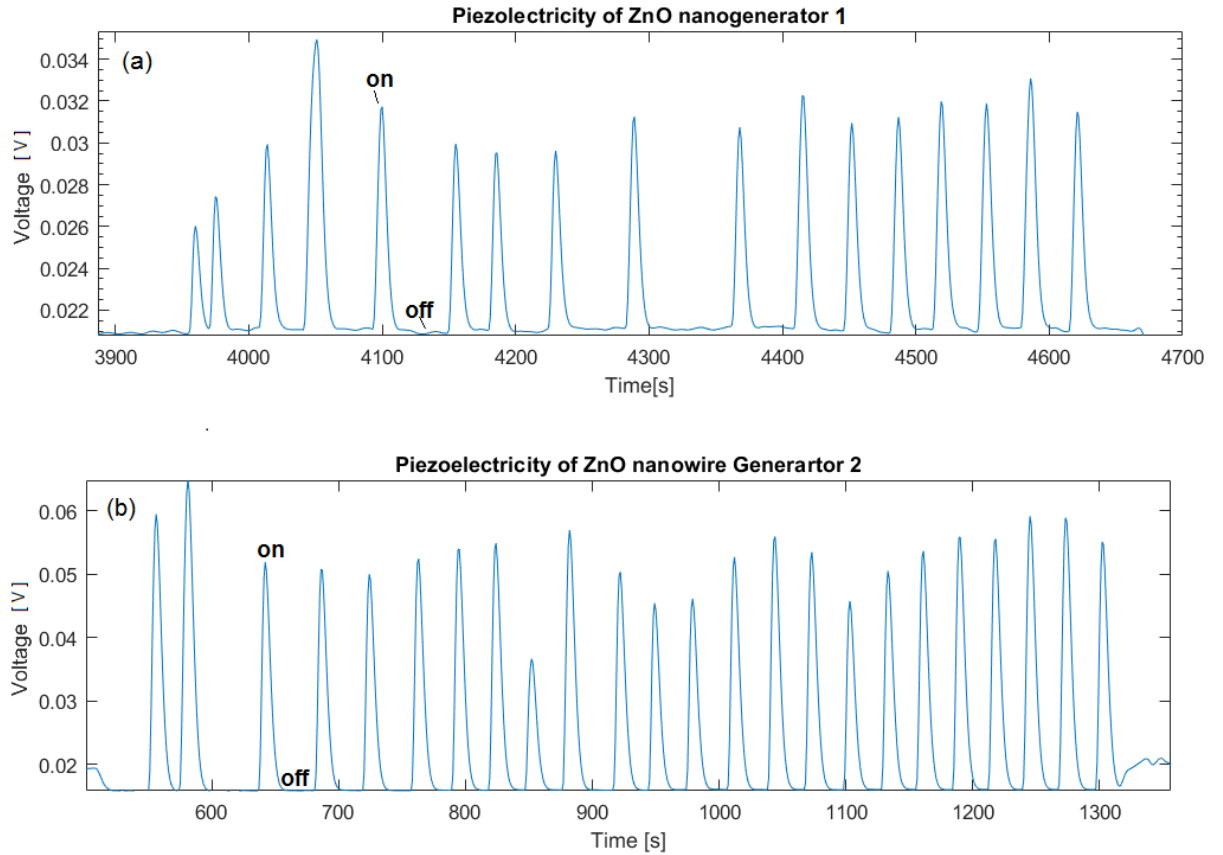 Piezolectricity of ZnO nanogenerator 1
(a)
on
off
0.034
0.032
0.03
0.028
0.026
0.024
0.022
Voltage [V]
3900 4000 4100 4200 4300 4400 4500 4600 4700
Time[s]
Piezoelectricity of ZnO nanowire Generartor 2
(b)
on
off
0.06
0.05
0.04
0.03
0.02
Voltage [V]
600 700 800 900 1000 1100 1200 1300
Time [s]